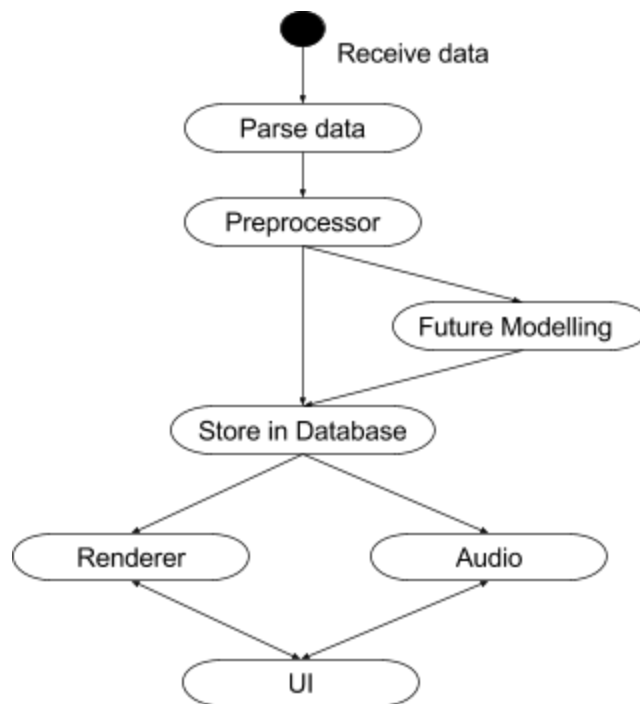 Receive data
Parse data
Preprocessor
Future Modelling
Store in Database
Renderer
Audio
UI